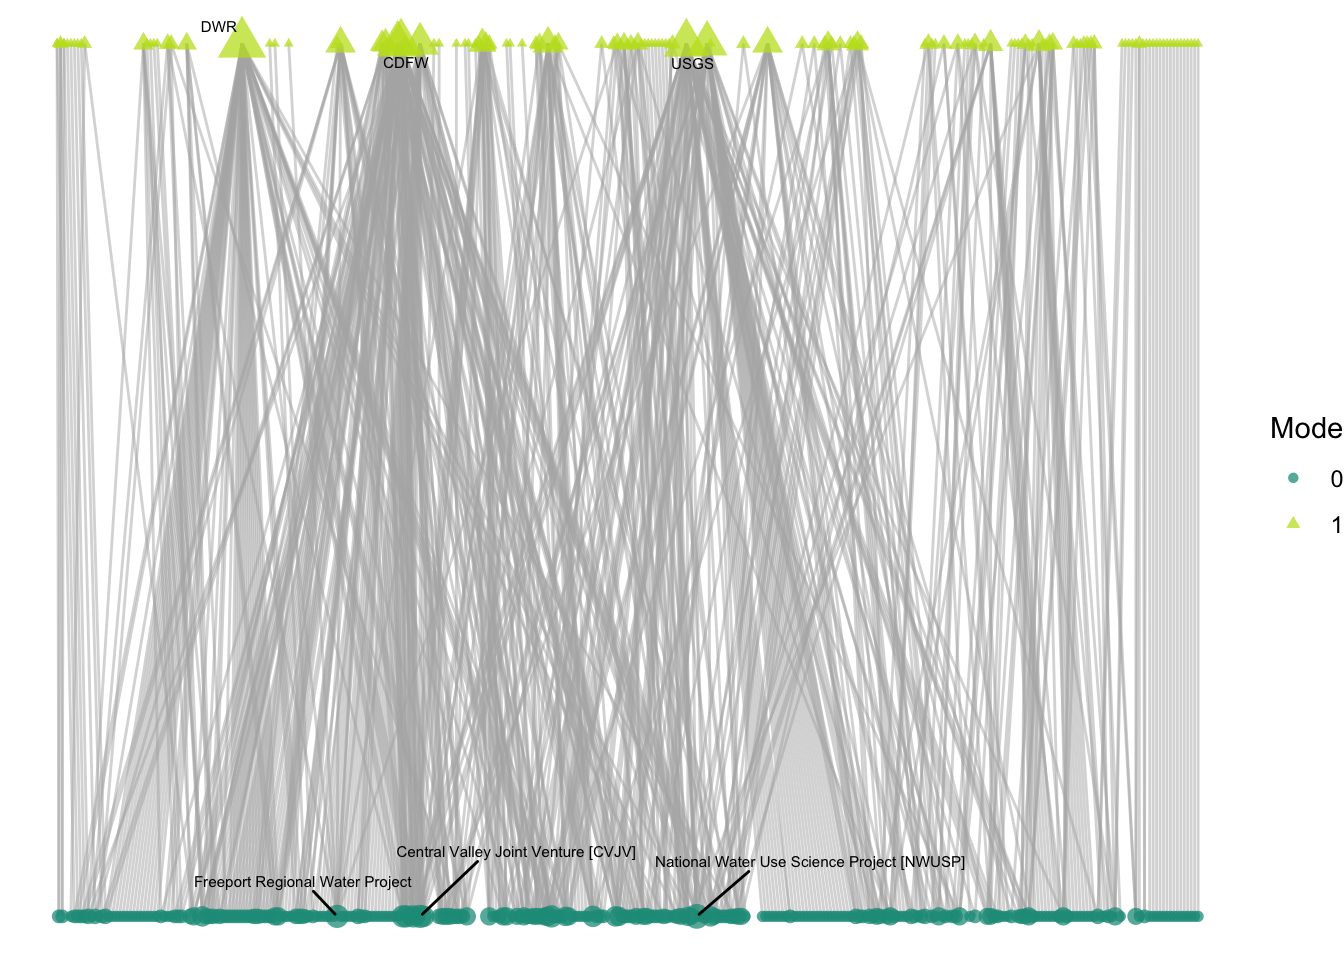 DWR
CDFW
USGS
Mode
0
1
Central Valley Joint Venture [CVJV]
National Water Use Science Project [NWUSP]
Freeport Regional Water Project